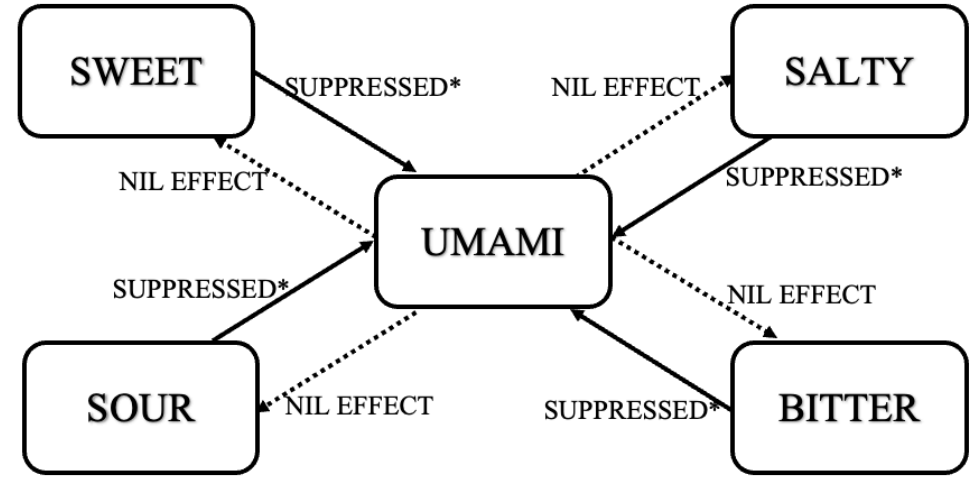 SWEET
SUPPRESSED*
NIL EFFECT
SALTY
NIL EFFECT
SUPPRESSED*
UMAMI
SUPPRESSED*
NIL EFFECT
SOUR
NIL EFFECT
SUPPRESSED*
BITTER